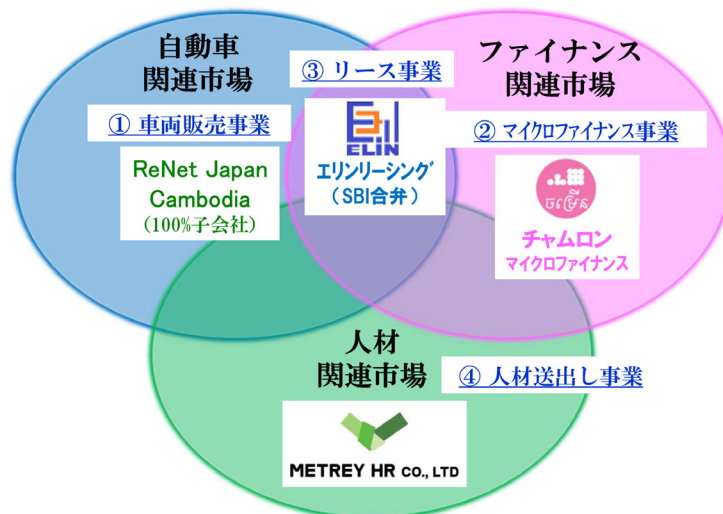 自動車
関連市場
① 車両販売事業
ReNet Japan
Cambodia
(100%子会社)
③ リース事業
ELIN
エリンリーシング
(SBI合弁)
ファイナンス
関連市場
② マイクロファイナンス事業
ចម្រើន
チャムロン
マイクロファイナンス
人材
関連市場
④ 人材送出し事業
METREY HR CO., LTD